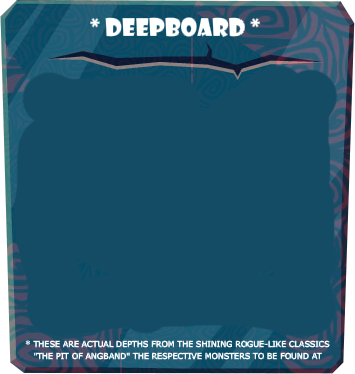 * DEEPBOARD *
* THESE ARE ACTUAL DEPTHS FROM THE SHINING ROGUE-LIKE CLASSICS
"THE PIT OF ANGBAND" THE RESPECTIVE MONSTERS TO BE FOUND AT